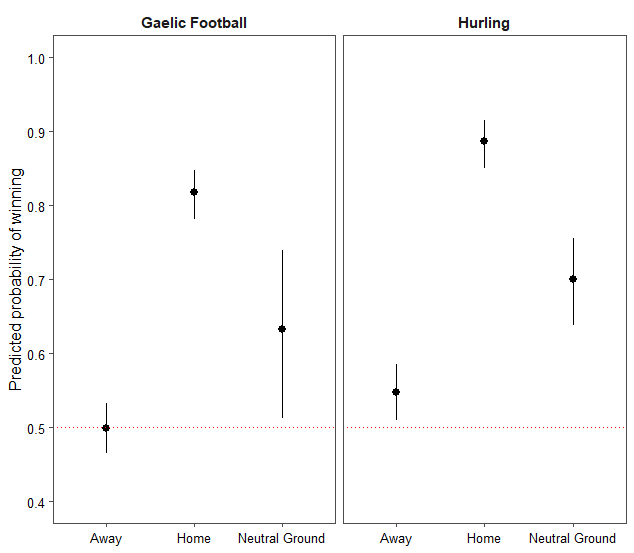 Gaelic Football
Hurling
Predicted probability of winning
1.0
0.9
0.8
0.7
0.6
0.5
0.4
Away Home Neutral Ground
Away Home Neutral Ground